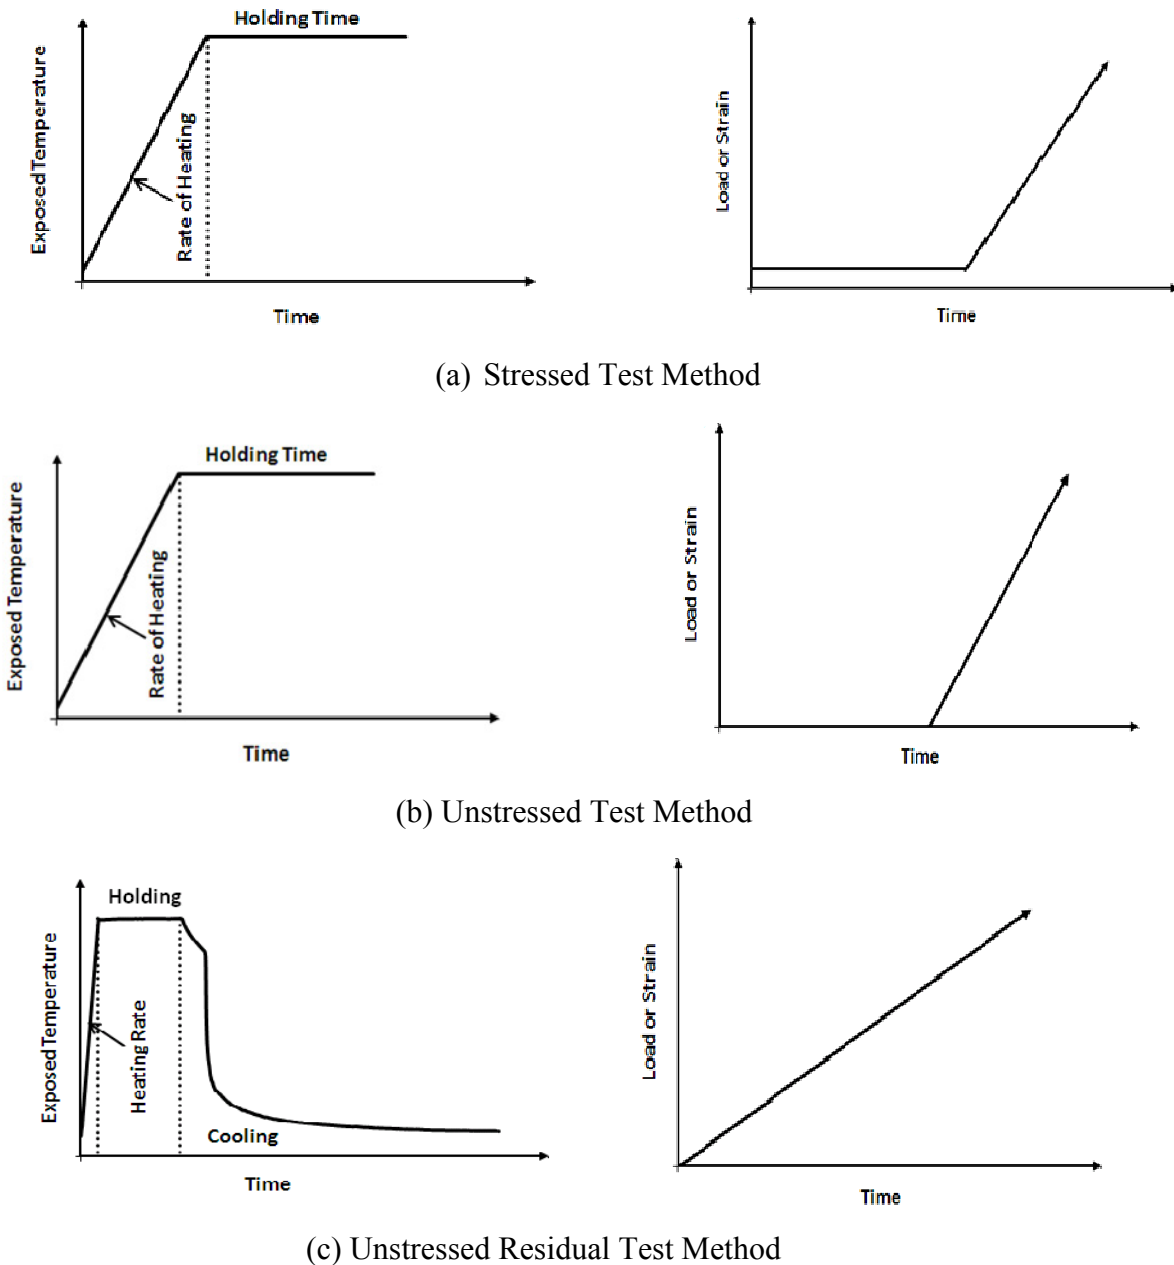 Holding Time
Exposed Temperature
Rate of Heating
Time
Load or Strain
Time
(a) Stressed Test Method
Holding Time
Exposed Temperature
Rate of Heating
Time
Load or Strain
Time
(b) Unstressed Test Method
Holding
Exposed Temperature
Heating Rate
Cooling
Time
Load or Strain
Time
(c) Unstressed Residual Test Method